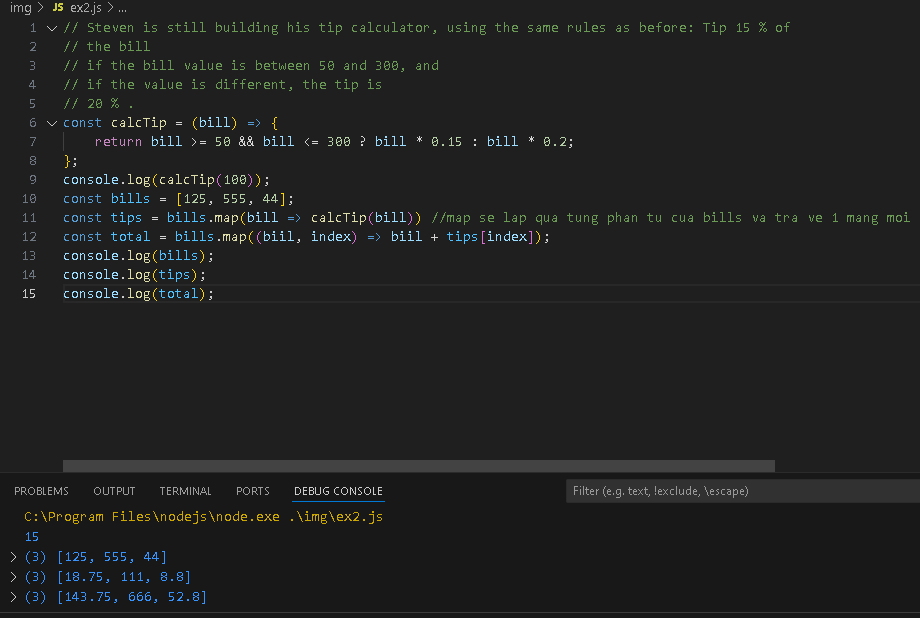 img > JS ex2.js > ...
1 // Steven is still building his tip calculator, using the same rules as before: Tip 15 % of
2 // the bill
3 // if the bill value is between 50 and 300, and
4 // if the value is different, the tip is
5 // 20 % .
6 const calcTip = (bill) => {
7 return bill >= 50 && bill <= 300 ? bill * 0.15 : bill * 0.2;
8 };
9 console.log(calcTip(100));
10 const bills = [125, 555, 44];
11 const tips = bills.map(bill => calcTip(bill)) //map se lap qua tung phan tu cua bills va tra ve 1 mang moi
12 const total = bills.map((biil, index) => biil + tips[index]);
13 console.log(bills);
14 console.log(tips);
15 console.log(total);
PROBLEMS OUTPUT TERMINAL PORTS DEBUG CONSOLE Filter (e.g. text, !exclude, \escape)
C:\Program Files\nodejs\node.exe .\img\ex2.js
15
> (3) [125, 555, 44]
> (3) [18.75, 111, 8.8]
> (3) [143.75, 666, 52.8]